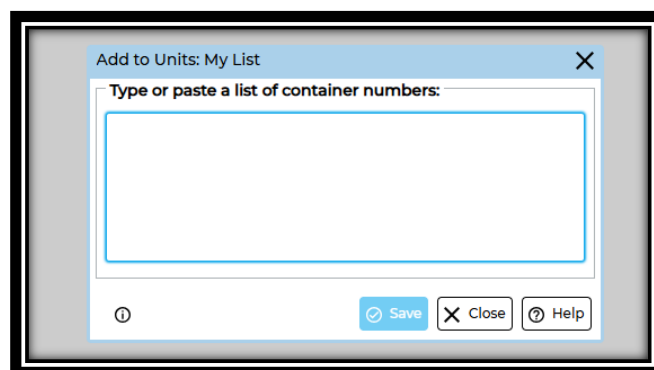 Add to Units: My List
Type or paste a list of container numbers:
Save Close Help